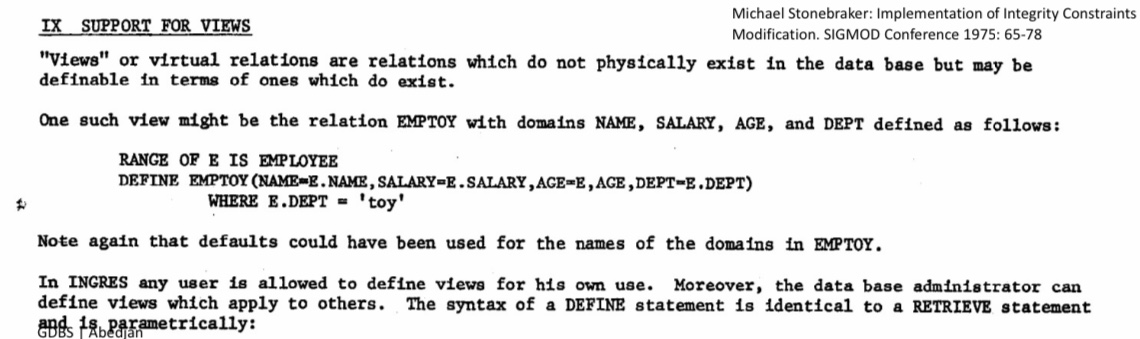 Michael Stonebraker: Implementation of Integrity Constraints
Modification. SIGMOD Conference 1975: 65-78
IX SUPPORT FOR VIEWS
"Views" or virtual relations are relations which do not physically exist in the data base but may be
definable in terms of ones which do exist.
One such view might be the relation EMPTOY with domains NAME, SALARY, AGE, and DEPT defined as follows:
RANGE OF E IS EMPLOYEE
DEFINE EMPTOY(NAME=E.NAME,SALARY=E.SALARY,AGE=E,AGE,DEPT=E.DEPT)
WHERE E.DEPT = 'toy'
Note again that defaults could have been used for the names of the domains in EMPTOY.
In INGRES any user is allowed to define views for his own use. Moreover, the data base administrator can
define views which apply to others. The syntax of a DEFINE statement is identical to a RETRIEVE statement
and is parametrically:
GDBS | Abedjan